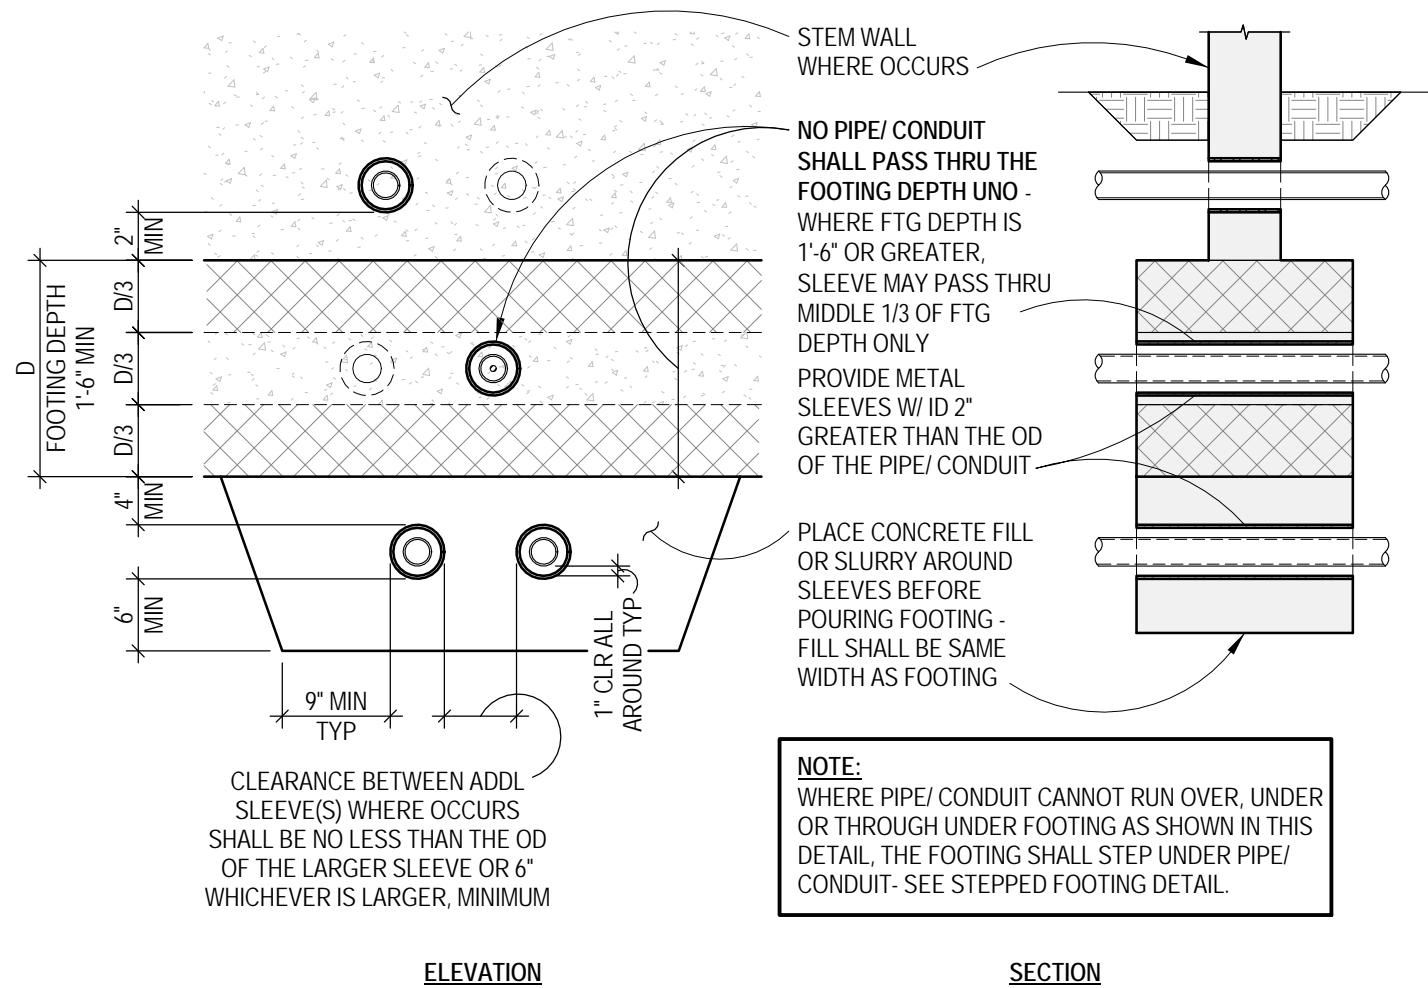 STEM WALL
WHERE OCCURS
NO PIPE/ CONDUIT
SHALL PASS THRU THE
FOOTING DEPTH UNO -
WHERE FTG DEPTH IS
1'-6" OR GREATER,
SLEEVE MAY PASS THRU
MIDDLE 1/3 OF FTG
DEPTH ONLY
PROVIDE METAL
SLEEVES W/ ID 2"
GREATER THAN THE OD
OF THE PIPE/ CONDUIT
PLACE CONCRETE FILL
OR SLURRY AROUND
SLEEVES BEFORE
POURING FOOTING -
FILL SHALL BE SAME
WIDTH AS FOOTING
2"
MIN
D/3
D/3
D/3
D
FOOTING DEPTH
1'-6" MIN
4"
MIN
6"
MIN
9" MIN
TYP
1" CLR ALL
AROUND TYP
CLEARANCE BETWEEN ADDL
SLEEVE(S) WHERE OCCURS
SHALL BE NO LESS THAN THE OD
OF THE LARGER SLEEVE OR 6"
WHICHEVER IS LARGER, MINIMUM
NOTE:
WHERE PIPE/ CONDUIT CANNOT RUN OVER, UNDER
OR THROUGH UNDER FOOTING AS SHOWN IN THIS
DETAIL, THE FOOTING SHALL STEP UNDER PIPE/
CONDUIT- SEE STEPPED FOOTING DETAIL.
ELEVATION
SECTION